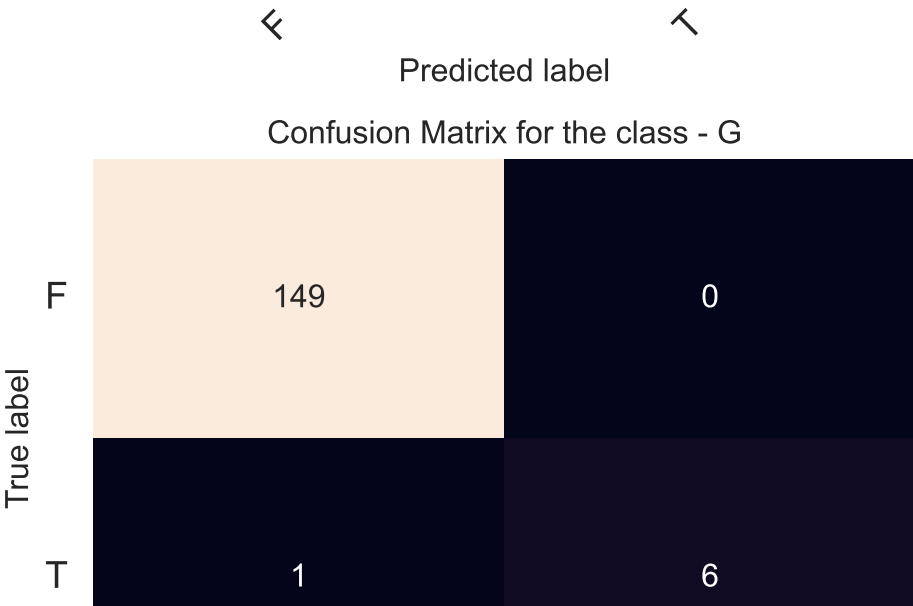 F T
Predicted label
Confusion Matrix for the class - G
F 149 0
True label
T 1 6